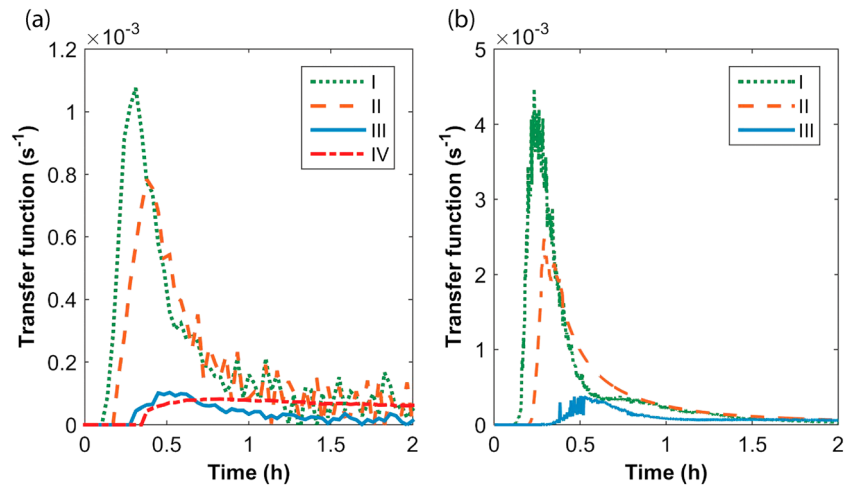 (a)
×10⁻³
1.2
1
0.8
0.6
0.4
0.2
0
0 0.5 1 1.5 2
Transfer function (s⁻¹)
Time (h)
I
II
III
IV
(b)
×10⁻³
5
4
3
2
1
0
0 0.5 1 1.5 2
Transfer function (s⁻¹)
Time (h)
I
II
III